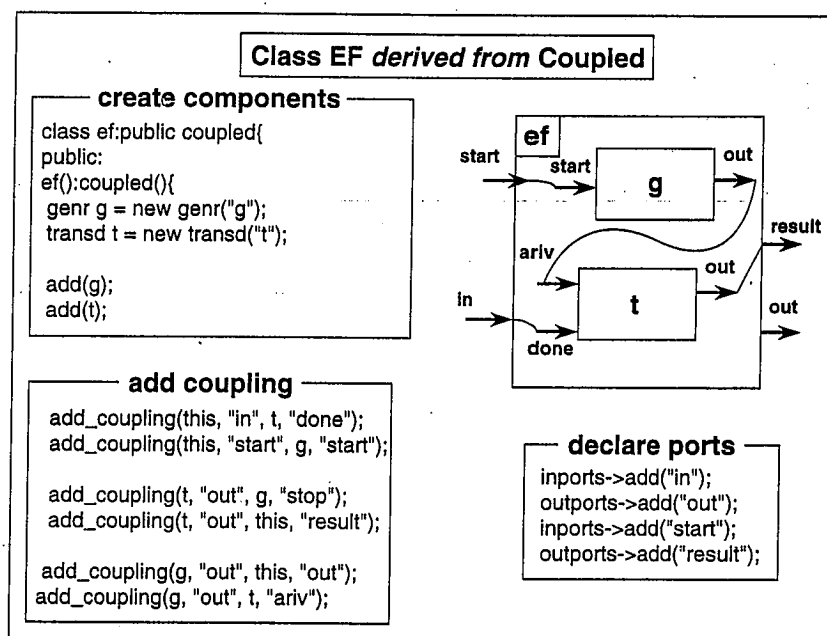 Class EF derived from Coupled
create components
class ef:public coupled{
public:
ef():coupled(){
genr g = new genr("g");
transd t = new transd("t");
add(g);
add(t);
ef
start
start
out
g
result
ariv
out
in
t
out
done
add coupling
add_coupling(this, "in", t, "done");
add_coupling(this, "start", g, "start");
add_coupling(t, "out", g, "stop");
add_coupling(t, "out", this, "result");
add_coupling(g, "out", this, "out");
add_coupling(g, "out", t, "ariv");
declare ports
inports->add("in");
outports->add("out");
inports->add("start");
outports->add("result");